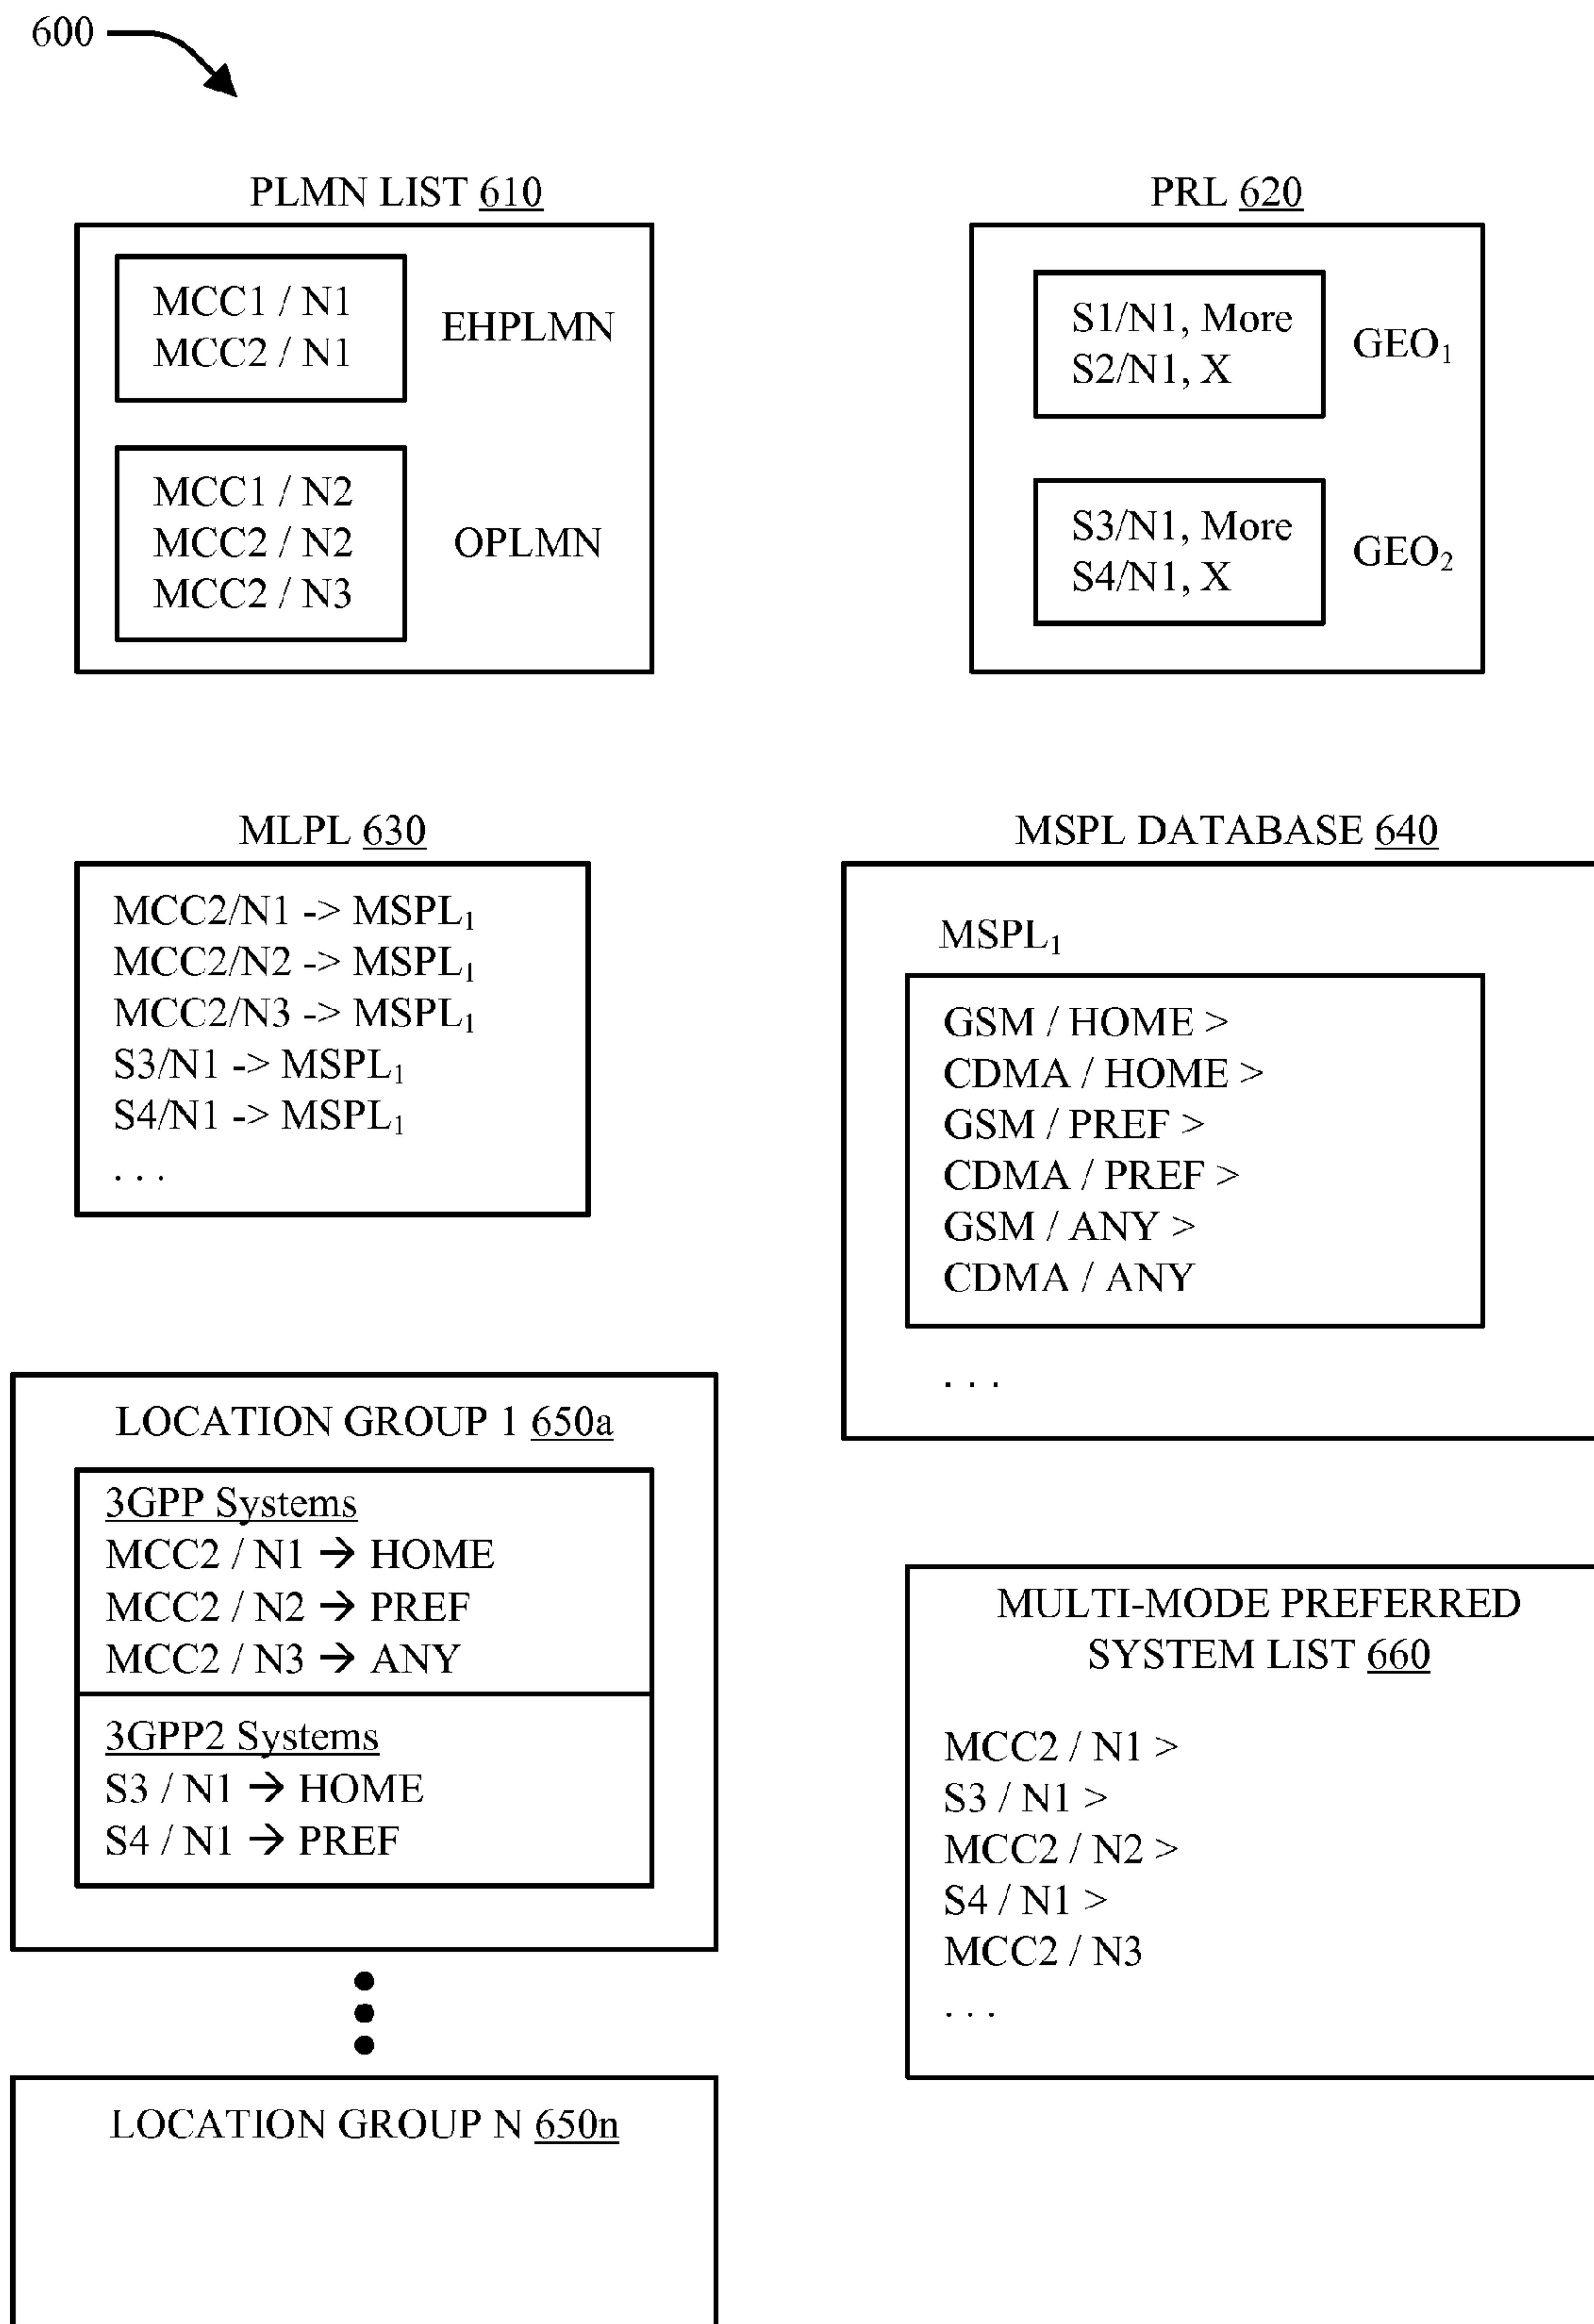 600
PLMN LIST 610
MCC1 / N1
MCC2 / N1
EHPLMN
MCC1 / N2
MCC2 / N2
MCC2 / N3
OPLMN
PRL 620
S1/N1, More
S2/N1, X
GEO₁
S3/N1, More
S4/N1, X
GEO₂
MLPL 630
MCC2/N1 -> MSPL₁
MCC2/N2 -> MSPL₁
MCC2/N3 -> MSPL₁
S3/N1 -> MSPL₁
S4/N1 -> MSPL₁
. . .
MSPL DATABASE 640
MSPL₁
GSM / HOME >
CDMA / HOME >
GSM / PREF >
CDMA / PREF >
GSM / ANY >
CDMA / ANY
. . .
LOCATION GROUP 1 650a
3GPP Systems
MCC2 / N1 → HOME
MCC2 / N2 → PREF
MCC2 / N3 → ANY
3GPP2 Systems
S3 / N1 → HOME
S4 / N1 → PREF
LOCATION GROUP N 650n
MULTI-MODE PREFERRED
SYSTEM LIST 660
MCC2 / N1 >
S3 / N1 >
MCC2 / N2 >
S4 / N1 >
MCC2 / N3
. . .